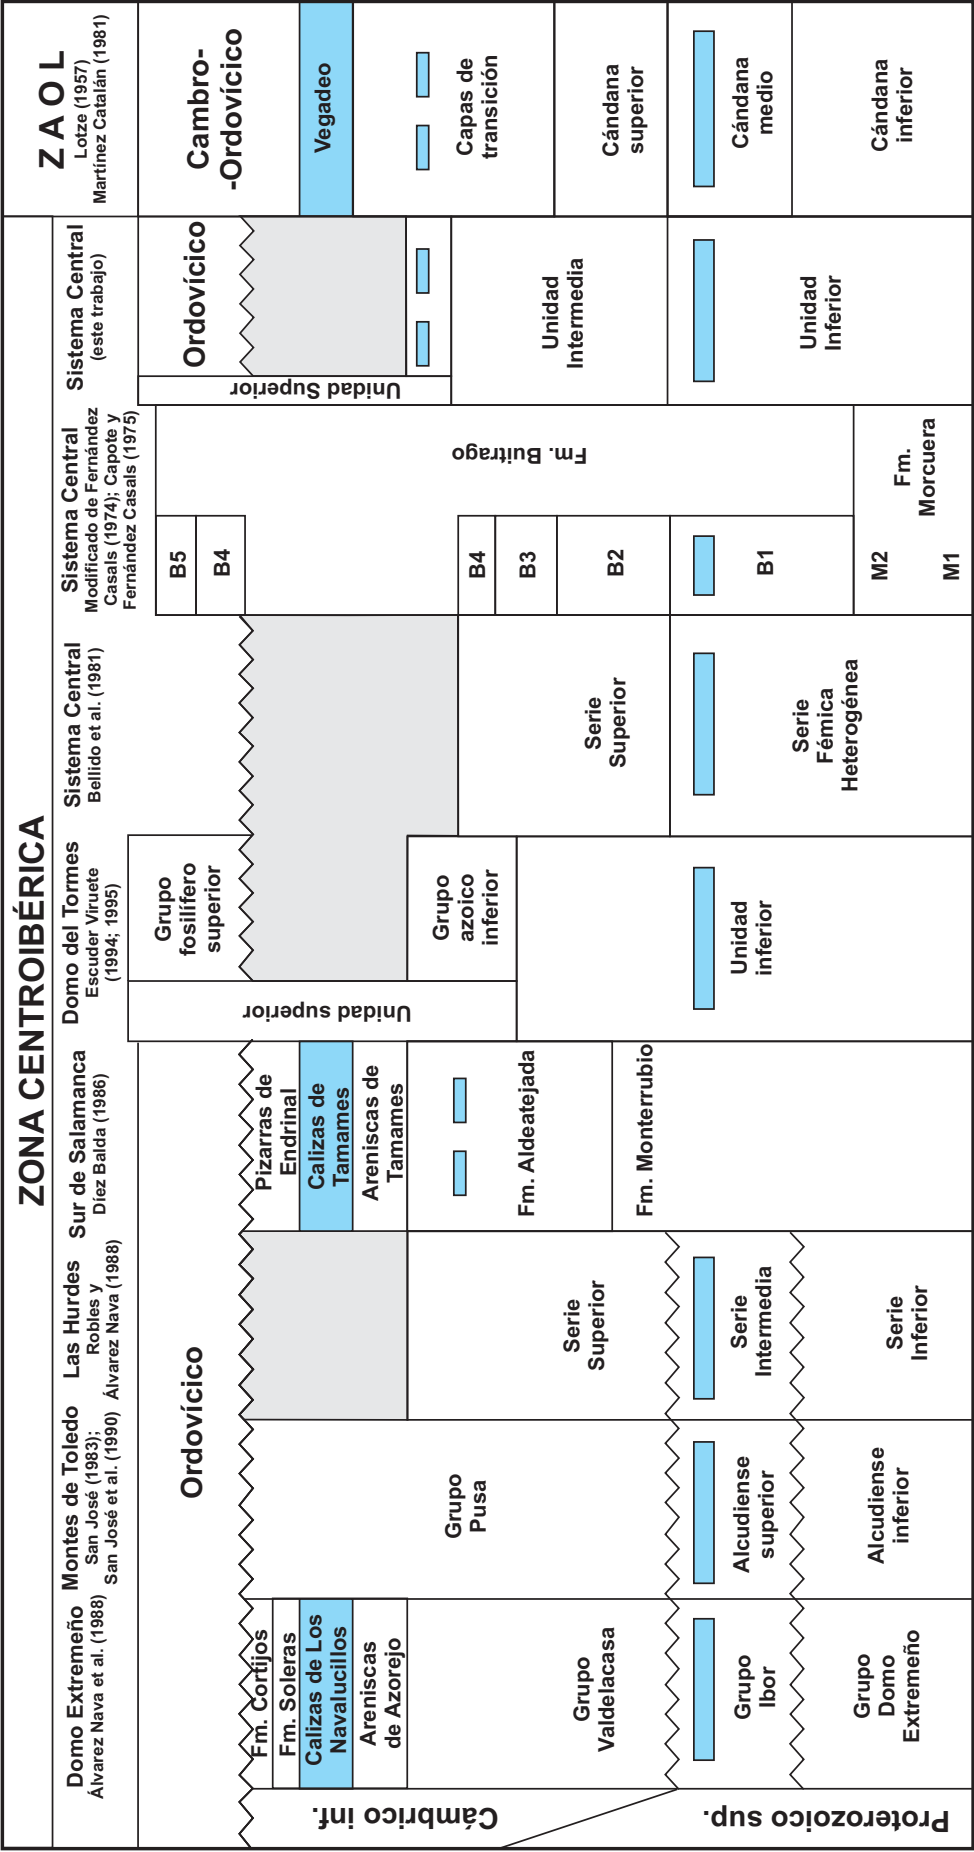 ZONA CENTROIBÉRICA
Z A O L
Lotze (1957)
Martínez Catalán (1981)
Domo Extremeño
Álvarez Nava et al. (1988)
Montes de Toledo
San José (1983);
San José et al. (1990)
Las Hurdes
Robles y
Álvarez Nava (1988)
Sur de Salamanca
Díez Balda (1986)
Domo del Tormes
Escuder Viruete
(1994; 1995)
Sistema Central
Bellido et al. (1981)
Sistema Central
Modificado de Fernández
Casals (1974); Capote y
Fernández Casals (1975)
Sistema Central
(este trabajo)
Cámbrico inf.
Proterozoico sup.
Ordovícico
Fm. Cortijos
Fm. Soleras
Calizas de Los
Navalucillos
Areniscas
de Azorejo
Grupo
Valdelacasa
Grupo
Ibor
Grupo
Domo
Extremeño
Grupo
Pusa
Alcudiense
superior
Alcudiense
inferior
Serie
Superior
Serie
Intermedia
Serie
Inferior
Pizarras de
Endrinal
Calizas de
Tamames
Areniscas de
Tamames
Fm. Aldeatejada
Fm. Monterrubio
Unidad superior
Grupo
fosilífero
superior
Grupo
azoico
inferior
Unidad
inferior
Serie
Superior
Serie
Fémica
Heterogénea
B5
B4
B4
B3
B2
B1
M2
M1
Fm. Buitrago
Fm.
Morcuera
Unidad Superior
Ordovícico
Unidad
Intermedia
Unidad
Inferior
Cambro-
-Ordovícico
Vegadeo
Capas de
transición
Cándana
superior
Cándana
medio
Cándana
inferior